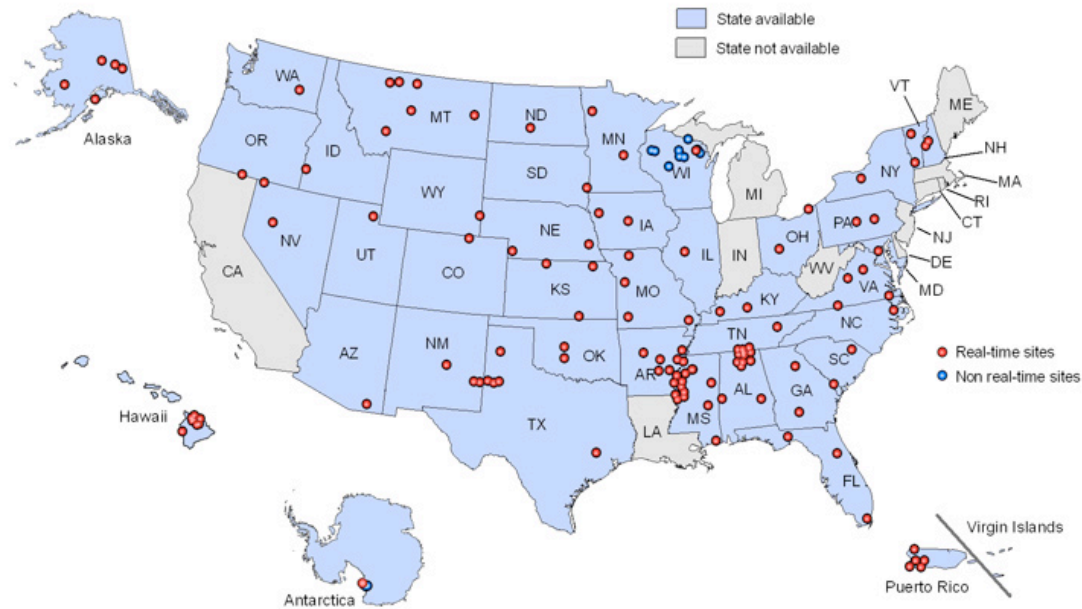 State available
State not available
Alaska
WA
OR
ID
MT
ND
MN
WI
MI
VT
ME
NH
NY
MA
RI
CT
SD
WY
NE
IA
IL
IN
OH
PA
NJ
DE
MD
WV
VA
NV
UT
CO
CA
KS
MO
KY
NC
TN
SC
AZ
NM
OK
AR
TX
LA
MS
AL
GA
FL
Real-time sites
Non real-time sites
Hawaii
Antarctica
Virgin Islands
Puerto Rico